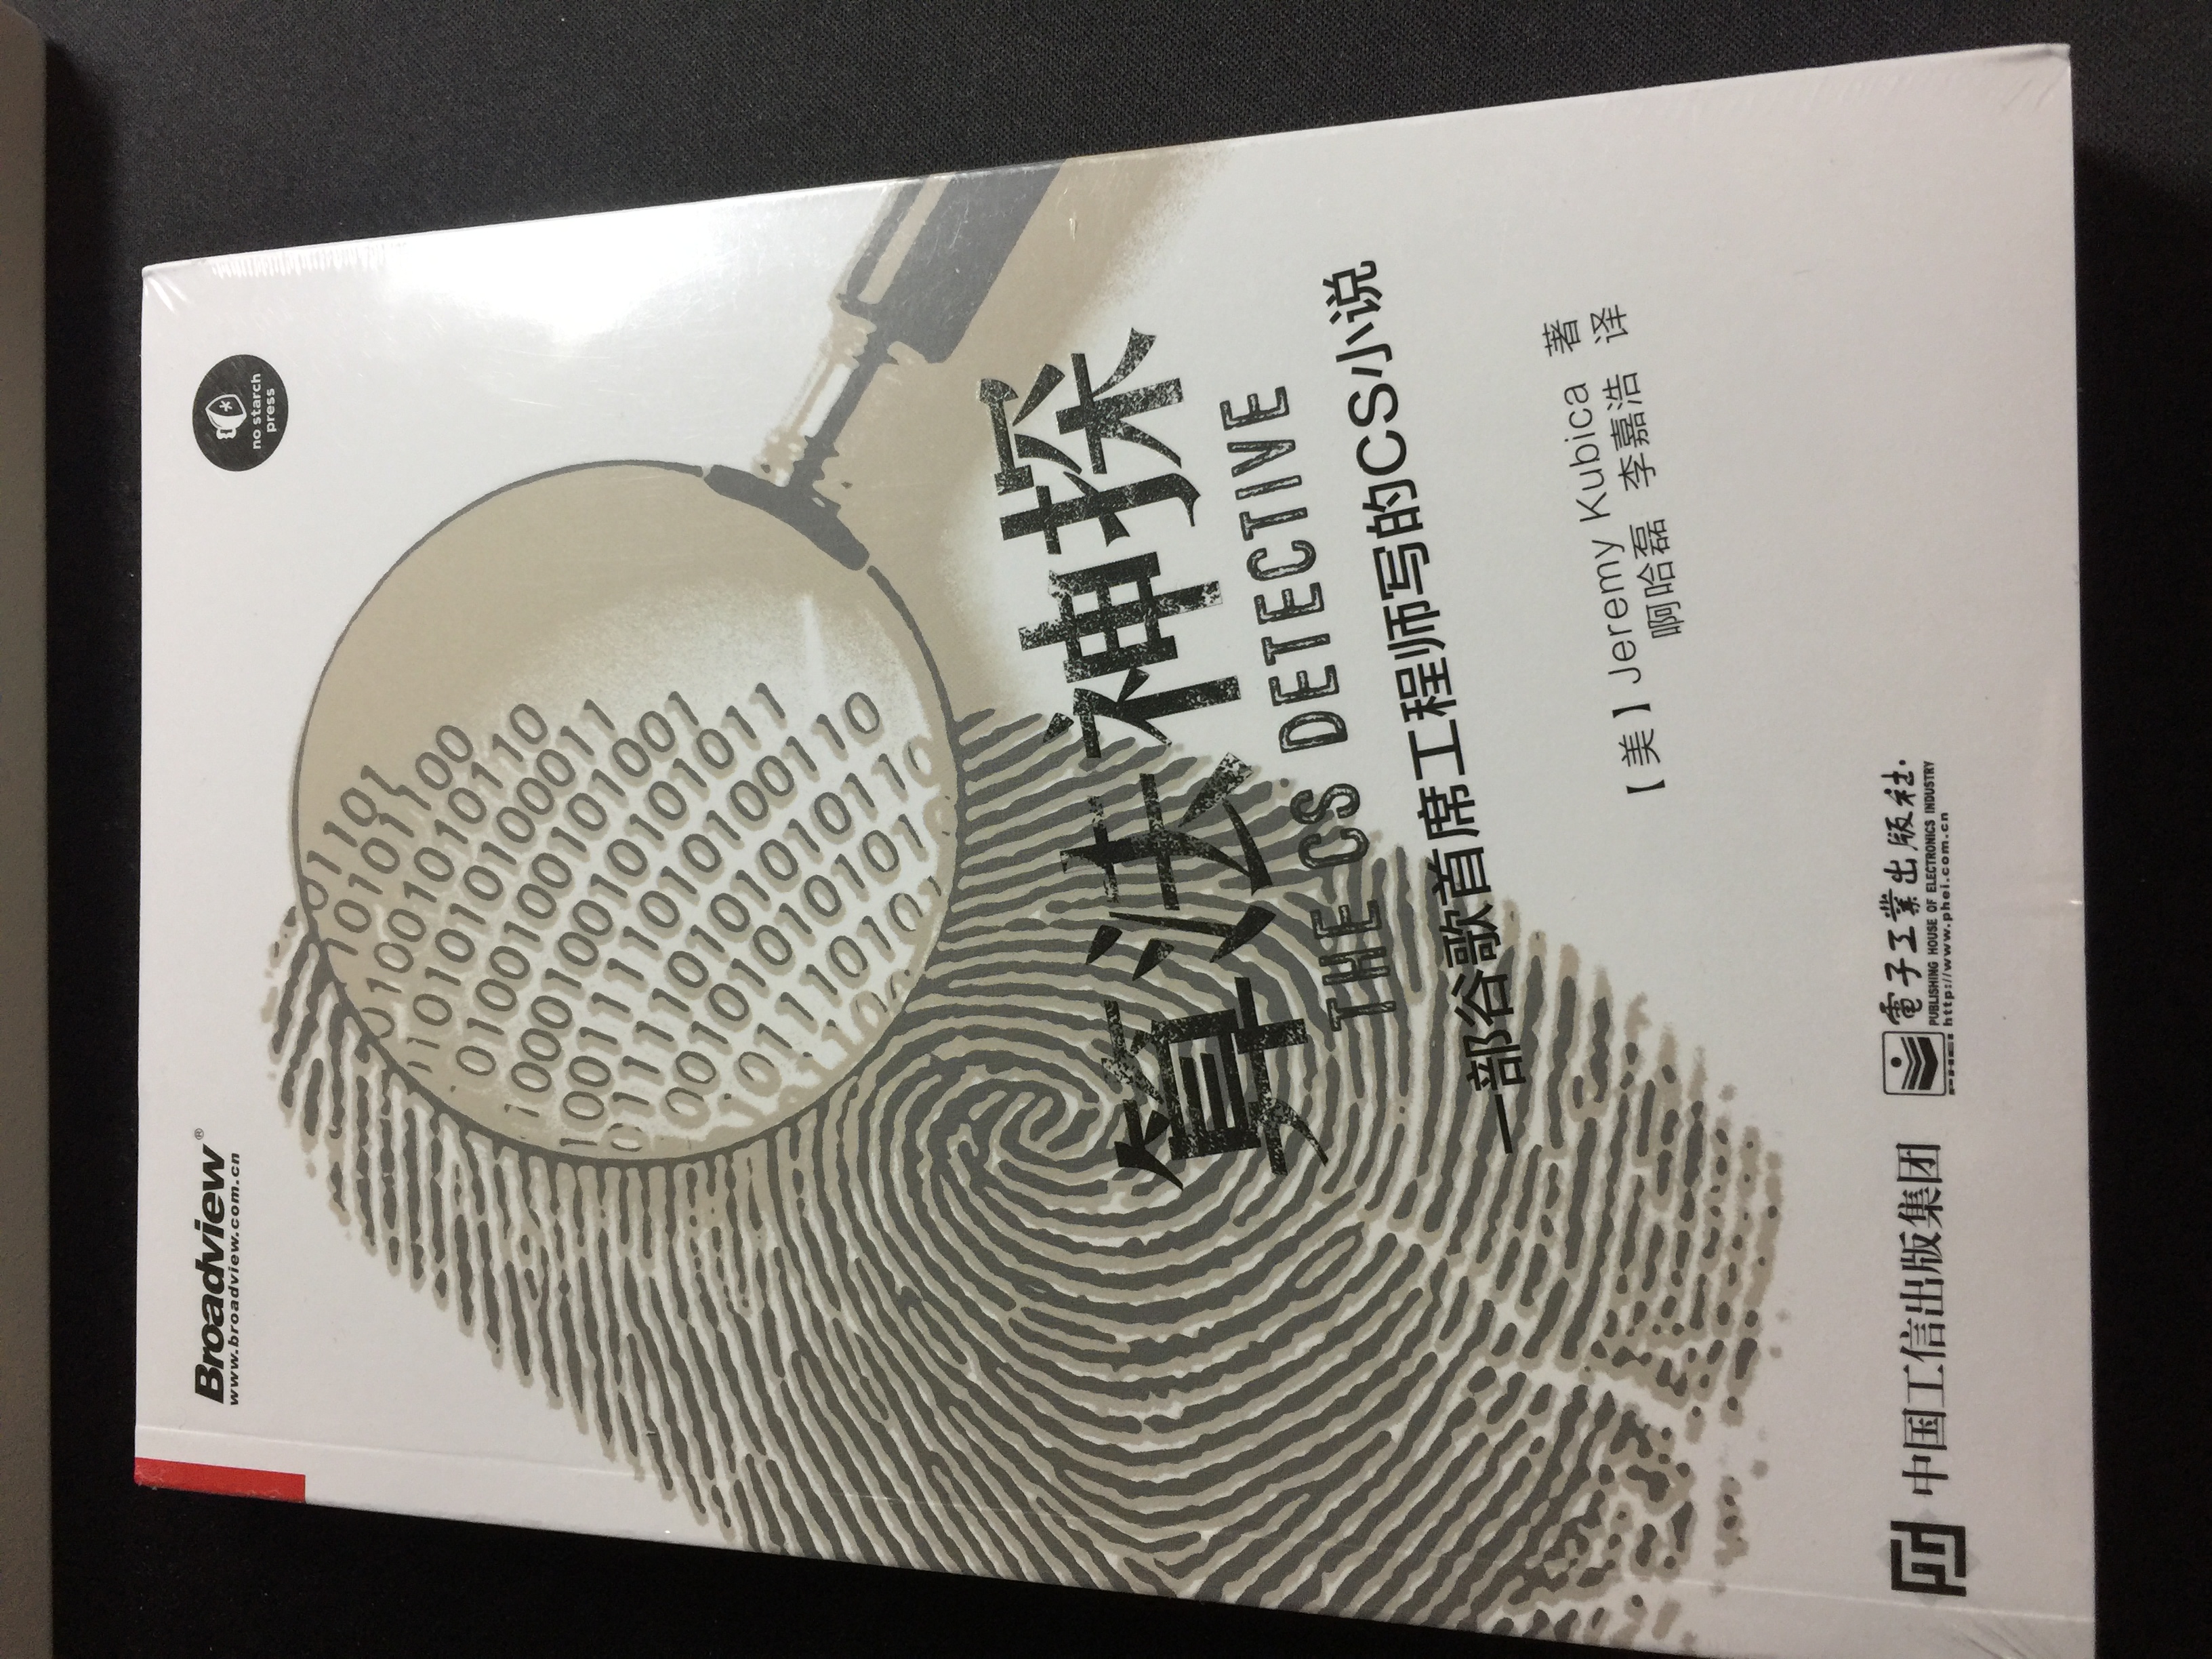 Broadview®
www.broadview.com.cn
no starch
press
算法神探
THE CS DETECTIVE
一部谷歌首席工程师写的CS小说
【美】Jeremy Kubica 著
啊哈磊 李嘉浩 译
中国工信出版集团
電子工業出版社.
PUBLISHING HOUSE OF ELECTRONICS INDUSTRY
PHEI http://www.phei.com.cn